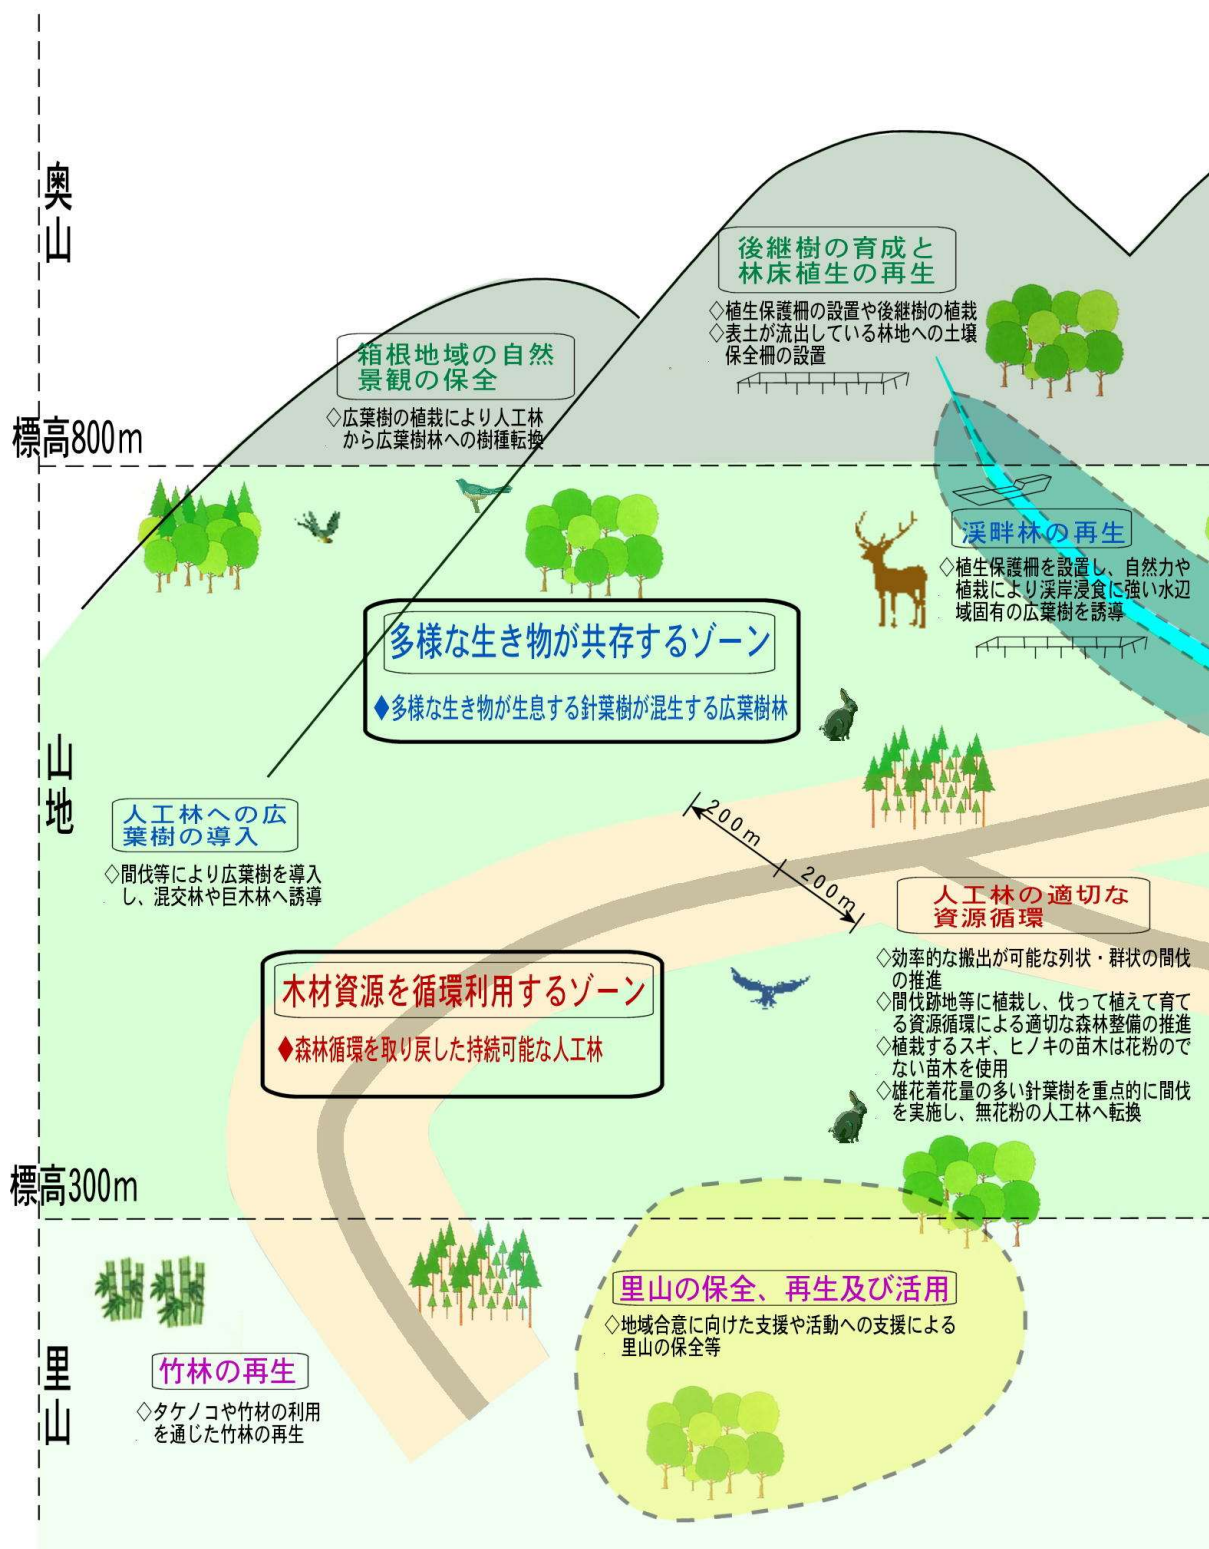 奥山
後継樹の育成と
林床植生の再生
◇植生保護柵の設置や後継樹の植栽
◇表土が流出している林地への土壌
保全柵の設置
箱根地域の自然
景観の保全
◇広葉樹の植栽により人工林
から広葉樹林への樹種転換
標高800m
渓畔林の再生
◇植生保護柵を設置し、自然力や
植栽により渓岸浸食に強い水辺
域固有の広葉樹を誘導
多様な生き物が共存するゾーン
◆多様な生き物が生息する針葉樹が混生する広葉樹林
山地
人工林への広
葉樹の導入
◇間伐等により広葉樹を導入
し、混交林や巨木林へ誘導
200m
200m
人工林の適切な
資源循環
◇効率的な搬出が可能な列状・群状の間伐
の推進
◇間伐跡地等に植栽し、伐って植えて育て
る資源循環による適切な森林整備の推進
◇植栽するスギ、ヒノキの苗木は花粉ので
ない苗木を使用
◇雄花着花量の多い針葉樹を重点的に間伐
を実施し、無花粉の人工林へ転換
木材資源を循環利用するゾーン
◆森林循環を取り戻した持続可能な人工林
標高300m
里山の保全、再生及び活用
◇地域合意に向けた支援や活動への支援による
里山の保全等
里山
竹林の再生
◇タケノコや竹材の利用
を通じた竹林の再生